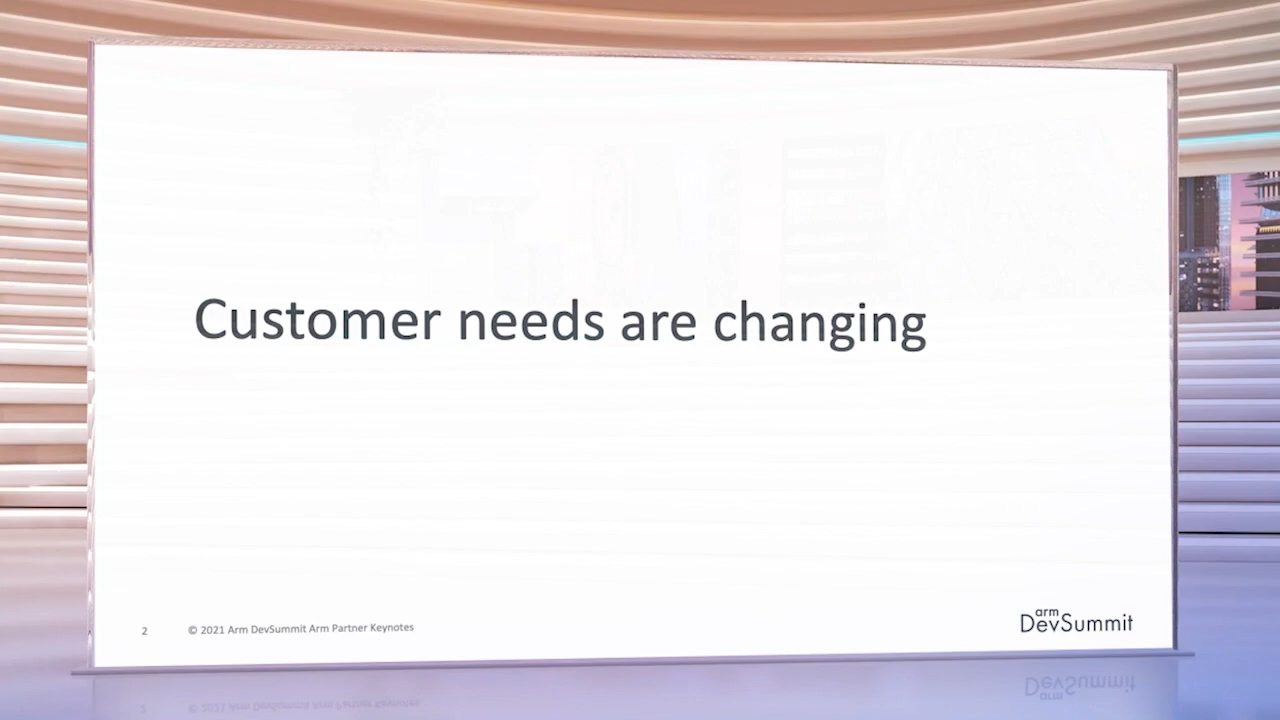 Customer needs are changing
2
© 2021 Arm DevSummit Arm Partner Keynotes
arm
DevSummit